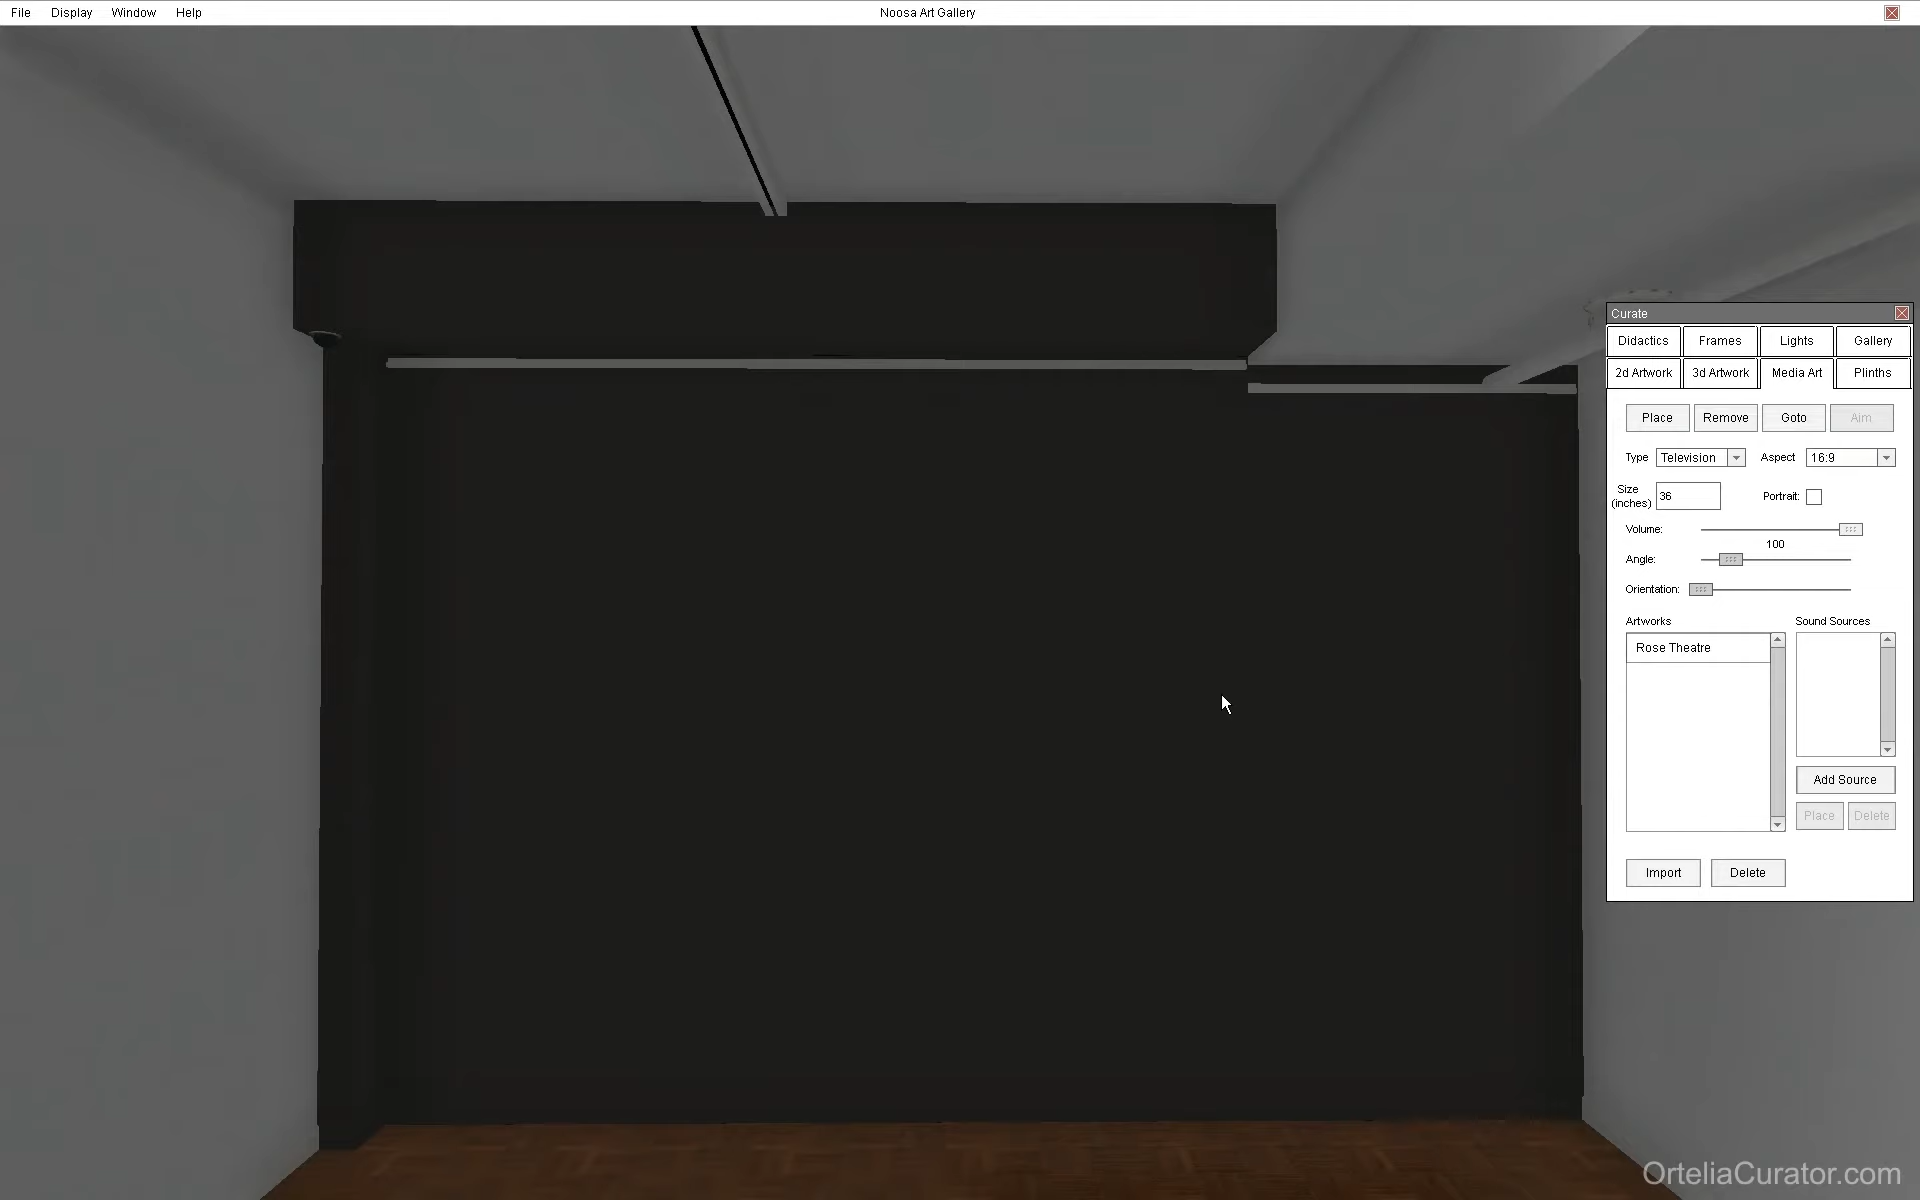 File Display Window Help Noosa Art Gallery
Curate
Didactics Frames Lights Gallery
2d Artwork 3d Artwork Media Art Plinths
Place Remove Goto Aim
Type Television Aspect 16:9
Size
(inches) 36 Portrait:
Volume:
100
Angle:
Orientation:
Artworks Sound Sources
Rose Theatre
Add Source
Place Delete
Import Delete
OrteliaCurator.com